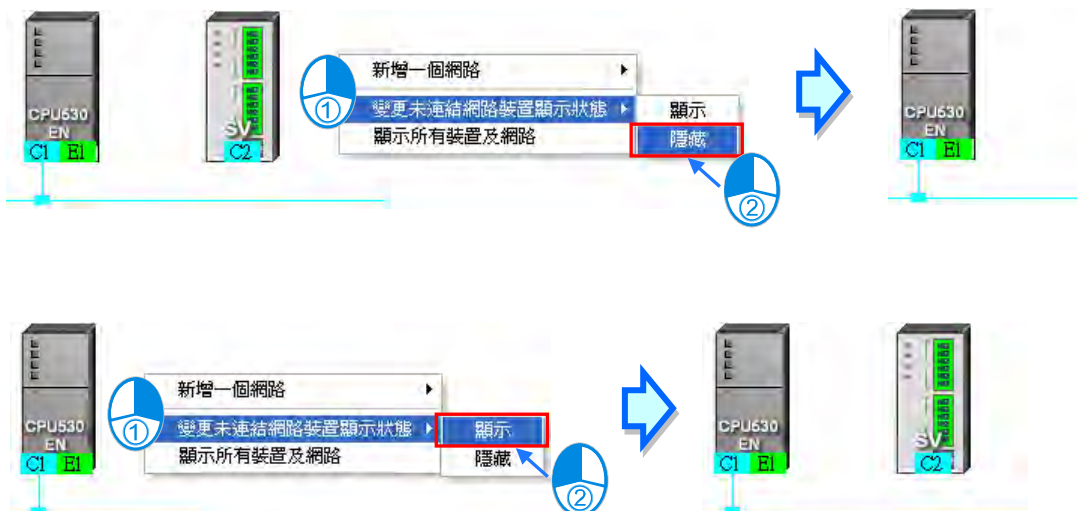 CPU530
EN
C1 E1
SV
C2
①
新增一個網路
變更未連結網路裝置顯示狀態
顯示所有裝置及網路
顯示
隱藏
②
CPU530
EN
C1 E1
CPU530
EN
C1 E1
①
新增一個網路
變更未連結網路裝置顯示狀態
顯示所有裝置及網路
顯示
隱藏
②
CPU530
EN
C1 E1
SV
C2